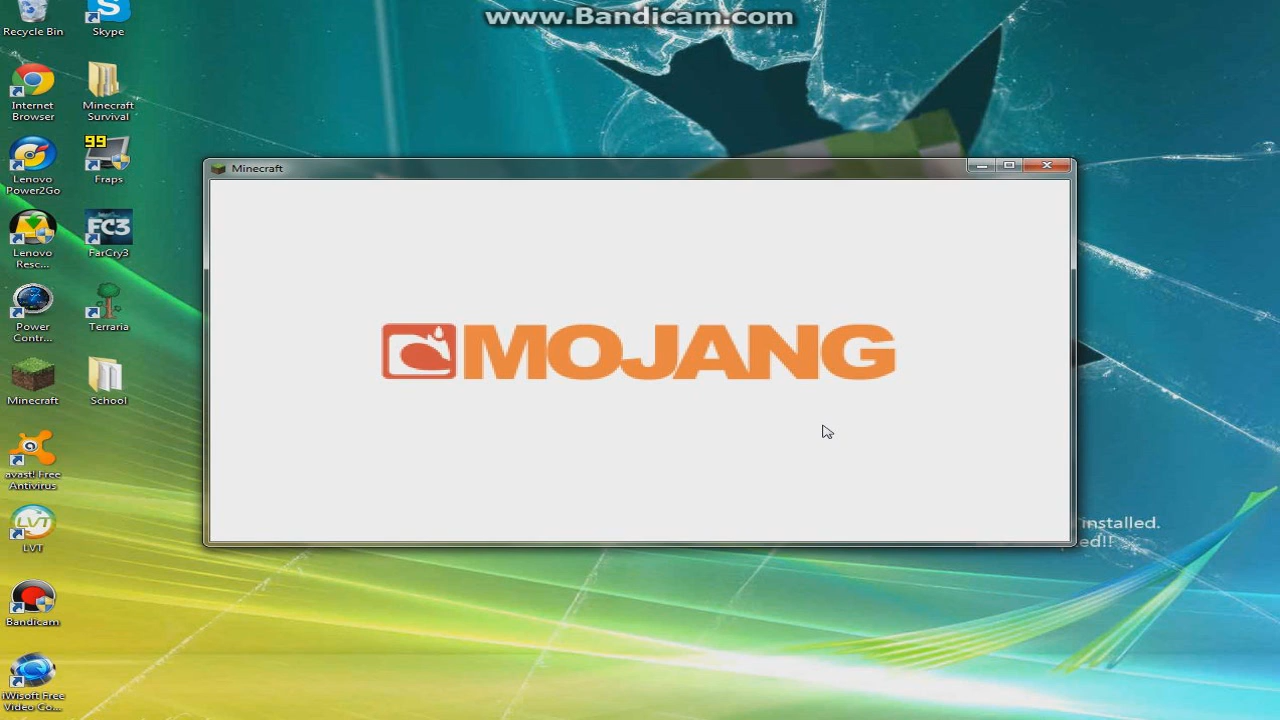 www.Bandicam.com
Recycle Bin
Skype
Internet
Browser
Minecraft
Survival
Lenovo
Power2Go
99
Fraps
Lenovo
Resc...
FC3
FarCry3
Power
Contr...
Terraria
Minecraft
School
avast! Free
Antivirus
LVT
LVT
Bandicam
iWisoft Free
Video Co...
Minecraft
MOJANG
installed.
ed!!